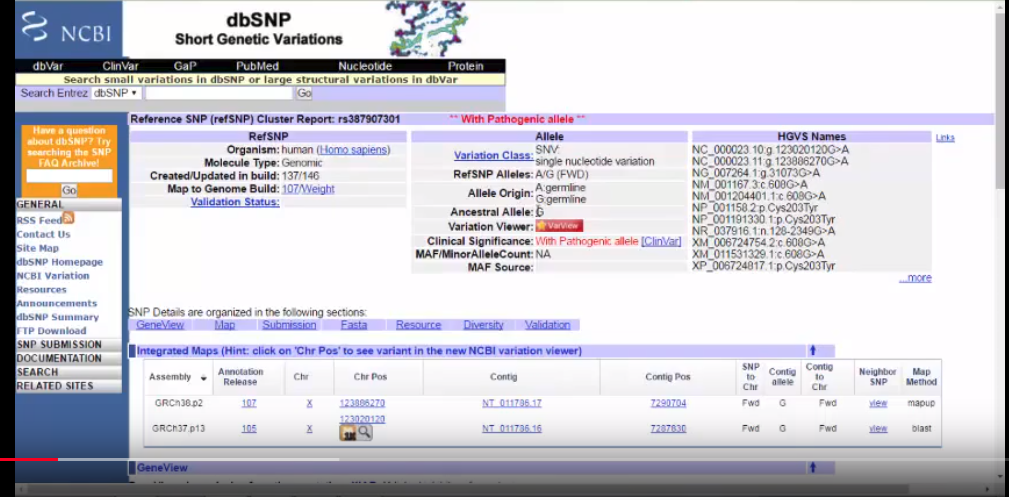 NCBI
dbSNP
Short Genetic Variations
dbVar ClinVar GaP PubMed Nucleotide Protein
Search small variations in dbSNP or large structural variations in dbVar
Search Entrez dbSNP Go
Have a question
about dbSNP? Try
searching the SNP
FAQ Archive!
Go
GENERAL
RSS Feed
Contact Us
Site Map
dbSNP Homepage
NCBI Variation
Resources
Announcements
dbSNP Summary
FTP Download
SNP SUBMISSION
DOCUMENTATION
SEARCH
RELATED SITES
Reference SNP (refSNP) Cluster Report: rs387907301 ** With Pathogenic allele **
RefSNP
Organism: human (Homo sapiens)
Molecule Type: Genomic
Created/Updated in build: 137/146
Map to Genome Build: 107/Weight
Validation Status:
Allele
Variation Class: SNV:
single nucleotide variation
RefSNP Alleles: A/G (FWD)
Allele Origin: A:germline
G:germline
Ancestral Allele: G
Variation Viewer: VarView
Clinical Significance: With Pathogenic allele [ClinVar]
MAF/MinorAlleleCount: NA
MAF Source:
HGVS Names
NC_000023.10:g.123020120G>A
NC_000023.11:g.123886270G>A
NG_007264.1:g.31073G>A
NM_001167.3:c.608G>A
NM_001204401.1:c.608G>A
NP_001158.2:p.Cys203Tyr
NP_001191330.1:p.Cys203Tyr
NR_037916.1:n.128-2349G>A
XM_006724754.2:c.608G>A
XM_011531329.1:c.608G>A
XP_006724817.1:p.Cys203Tyr
...more
Links
SNP Details are organized in the following sections:
GeneView Map Submission Fasta Resource Diversity Validation
Integrated Maps (Hint: click on 'Chr Pos' to see variant in the new NCBI variation viewer)
Assembly Annotation Release Chr Chr Pos Contig Contig Pos SNP to Chr Contig allele Contig to Chr Neighbor SNP Map Method
GRCh38.p2 107 X 123886270 NT_011786.17 7290704 Fwd G Fwd view mapup
GRCh37.p13 105 X 123020120 NT_011786.16 7287830 Fwd G Fwd view blast
GeneView